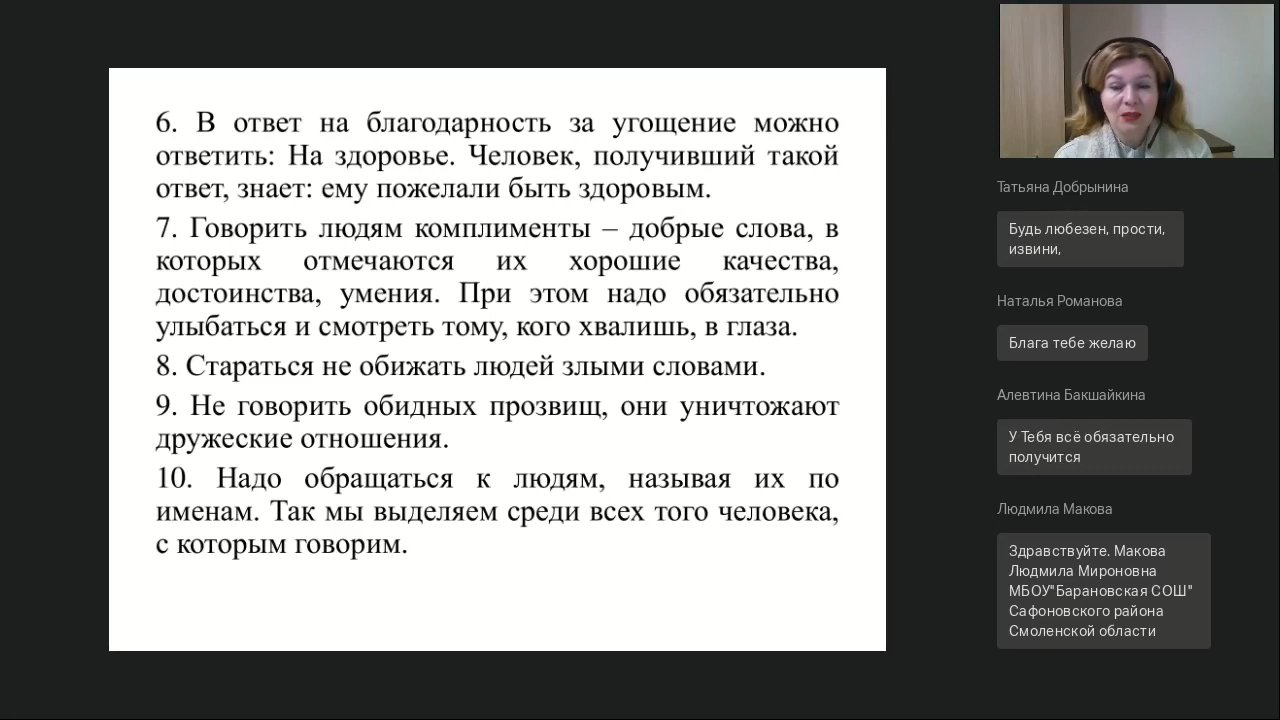 6. В ответ на благодарность за угощение можно
ответить: На здоровье. Человек, получивший такой
ответ, знает: ему пожелали быть здоровым.
7. Говорить людям комплименты – добрые слова, в
которых отмечаются их хорошие качества,
достоинства, умения. При этом надо обязательно
улыбаться и смотреть тому, кого хвалишь, в глаза.
8. Стараться не обижать людей злыми словами.
9. Не говорить обидных прозвищ, они уничтожают
дружеские отношения.
10. Надо обращаться к людям, называя их по
именам. Так мы выделяем среди всех того человека,
с которым говорим.
Татьяна Добрынина
Будь любезен, прости,
извини,
Наталья Романова
Блага тебе желаю
Алевтина Бакшайкина
У Тебя всё обязательно
получится
Людмила Макова
Здравствуйте. Макова
Людмила Мироновна
МБОУ"Барановская СОШ"
Сафоновского района
Смоленской области